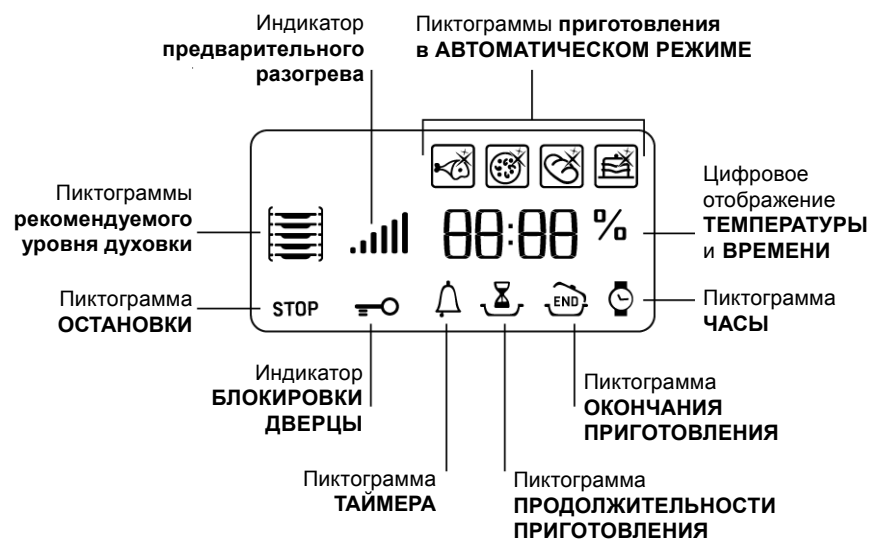 Индикатор
предварительного
разогрева
Пиктограммы приготовления
в АВТОМАТИЧЕСКОМ РЕЖИМЕ
Пиктограммы
рекомендуемого
уровня духовки
88:88 %
Цифровое
отображение
ТЕМПЕРАТУРЫ
и ВРЕМЕНИ
Пиктограмма
ОСТАНОВКИ
STOP
END
Пиктограмма
ЧАСЫ
Индикатор
БЛОКИРОВКИ
ДВЕРЦЫ
Пиктограмма
ОКОНЧАНИЯ
ПРИГОТОВЛЕНИЯ
Пиктограмма
ТАЙМЕРА
Пиктограмма
ПРОДОЛЖИТЕЛЬНОСТИ
ПРИГОТОВЛЕНИЯ